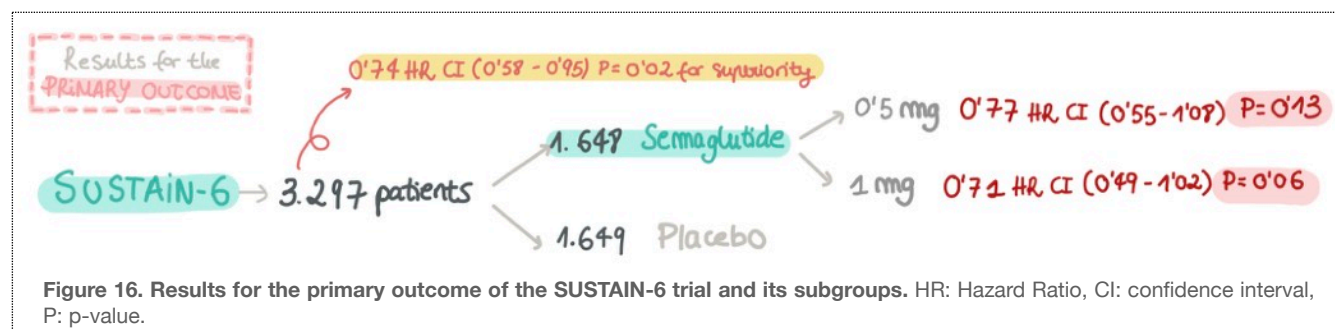 Results for the
PRIMARY OUTCOME
0'74 HR CI (0'58 - 0'95) P=0'02 for superiority
SUSTAIN-6
3.297 patients
1.648 Semaglutide
0'5 mg 0'77 HR CI (0'55-1'08) P=0'13
1 mg 0'71 HR CI (0'49-1'02) P=0'06
1.649 Placebo
Figure 16. Results for the primary outcome of the SUSTAIN-6 trial and its subgroups. HR: Hazard Ratio, CI: confidence interval,
P: p-value.